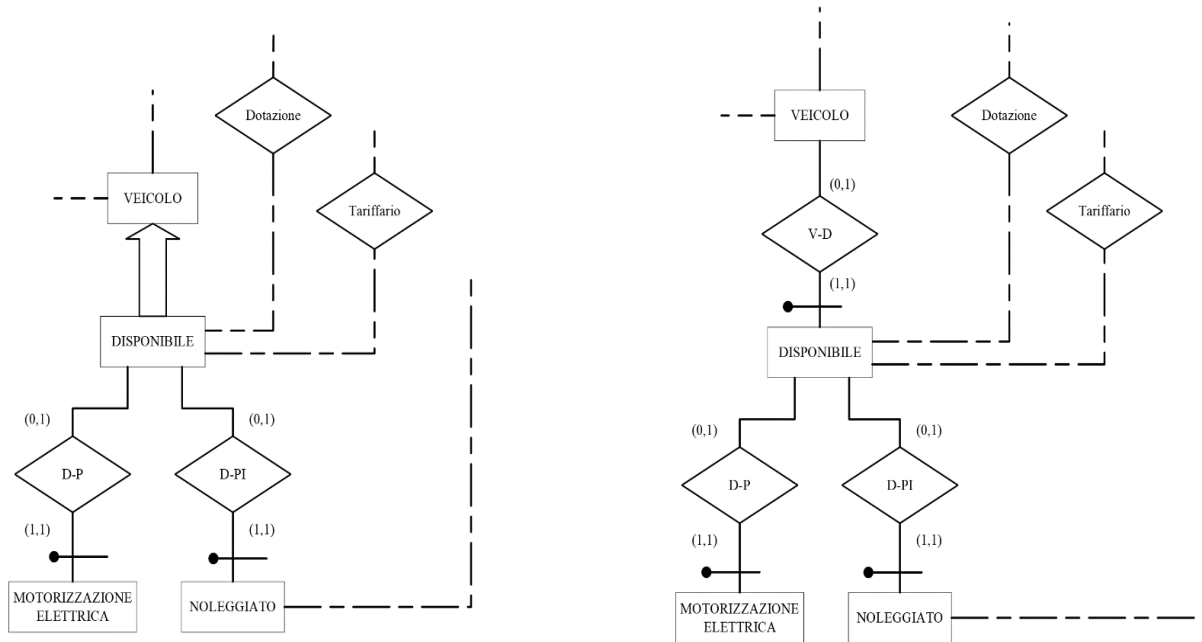 Dotazione
VEICOLO
Tariffario
DISPONIBILE
(0,1)
(0,1)
D-P
D-PI
(1,1)
(1,1)
MOTORIZZAZIONE
ELETTRICA
NOLEGGIATO
VEICOLO
Dotazione
(0,1)
Tariffario
V-D
(1,1)
DISPONIBILE
(0,1)
(0,1)
D-P
D-PI
(1,1)
(1,1)
MOTORIZZAZIONE
ELETTRICA
NOLEGGIATO